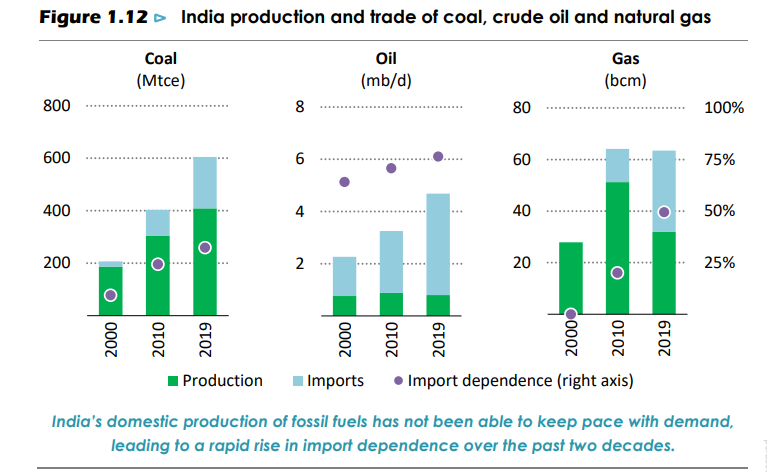 Figure 1.12 ▷ India production and trade of coal, crude oil and natural gas
Coal
(Mtce)
800
600
400
200
2000
2010
2019
Oil
(mb/d)
8
6
4
2
2000
2010
2019
Gas
(bcm)
80
60
40
20
100%
75%
50%
25%
2000
2010
2019
Production Imports Import dependence (right axis)
India's domestic production of fossil fuels has not been able to keep pace with demand,
leading to a rapid rise in import dependence over the past two decades.